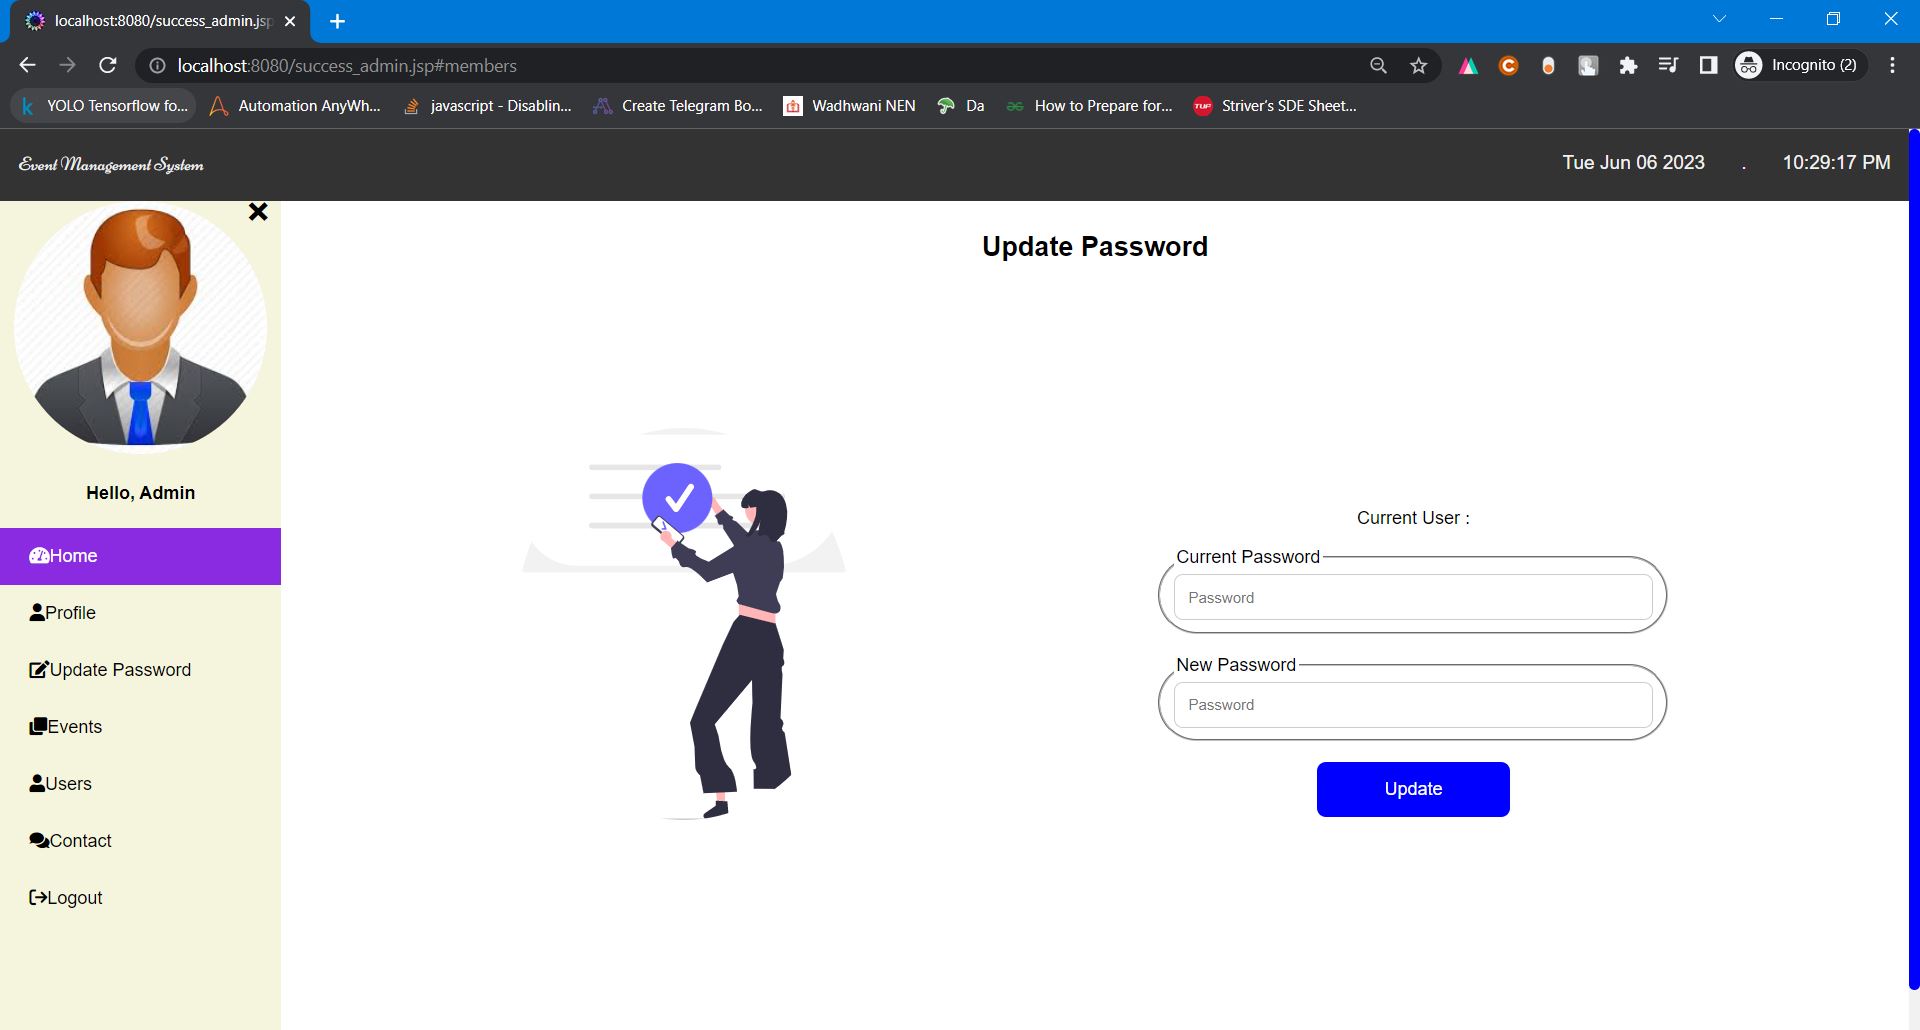 localhost:8080/success_admin.jsp
localhost:8080/success_admin.jsp#members
Incognito (2)
YOLO Tensorflow fo...
Automation AnyWh...
javascript - Disablin...
Create Telegram Bo...
Wadhwani NEN
Da
How to Prepare for...
TUF
Striver's SDE Sheet...
Event Management System
Tue Jun 06 2023 . 10:29:17 PM
Hello, Admin
Home
Profile
Update Password
Events
Users
Contact
Logout
Update Password
Current User :
Current Password
Password
New Password
Password
Update